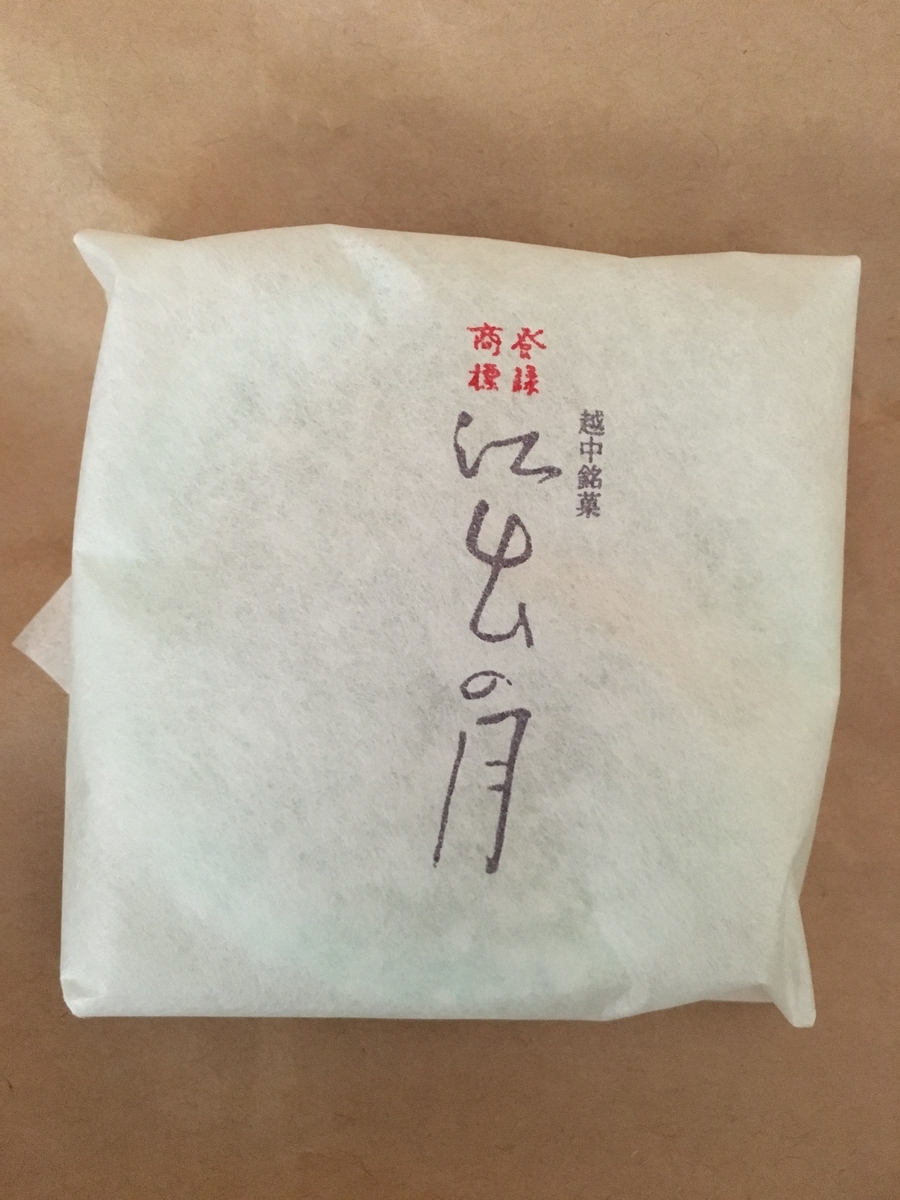 登録
商標
越中銘菓
江出の月